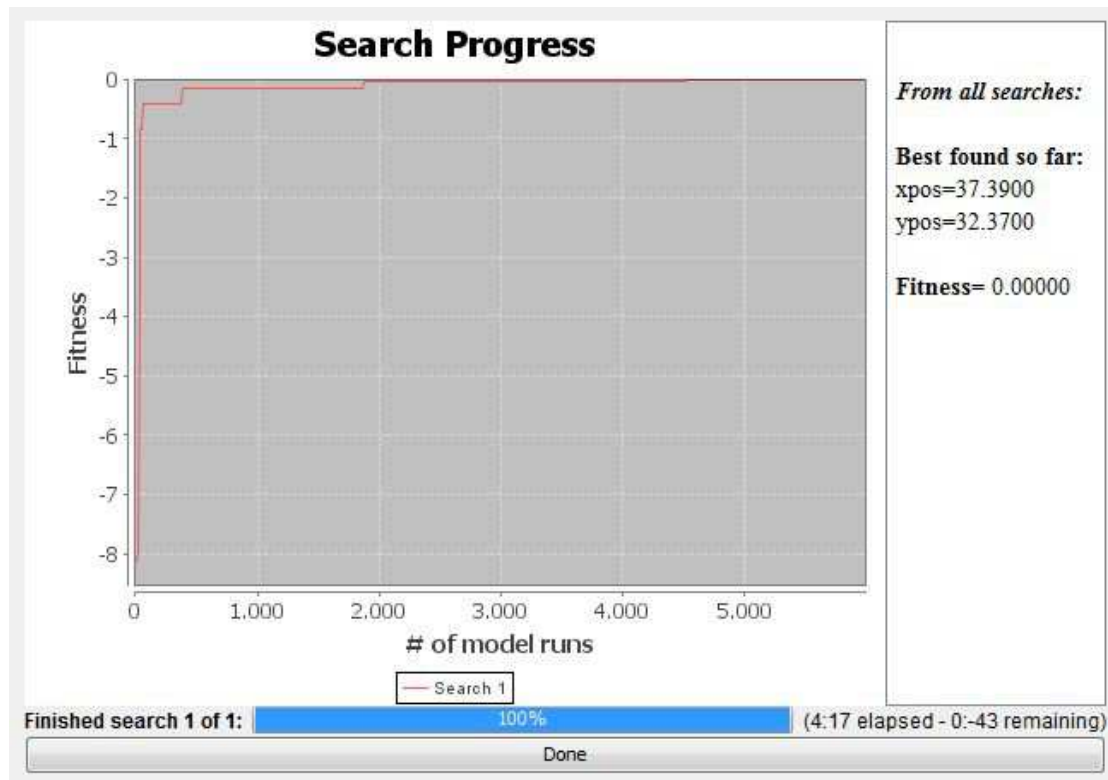 Search Progress
0
-1
-2
-3
-4
-5
-6
-7
-8
Fitness
0 1.000 2.000 3.000 4.000 5.000
# of model runs
Search 1
From all searches:
Best found so far:
xpos=37.3900
ypos=32.3700
Fitness= 0.00000
Finished search 1 of 1: 100% (4:17 elapsed - 0:-43 remaining)
Done